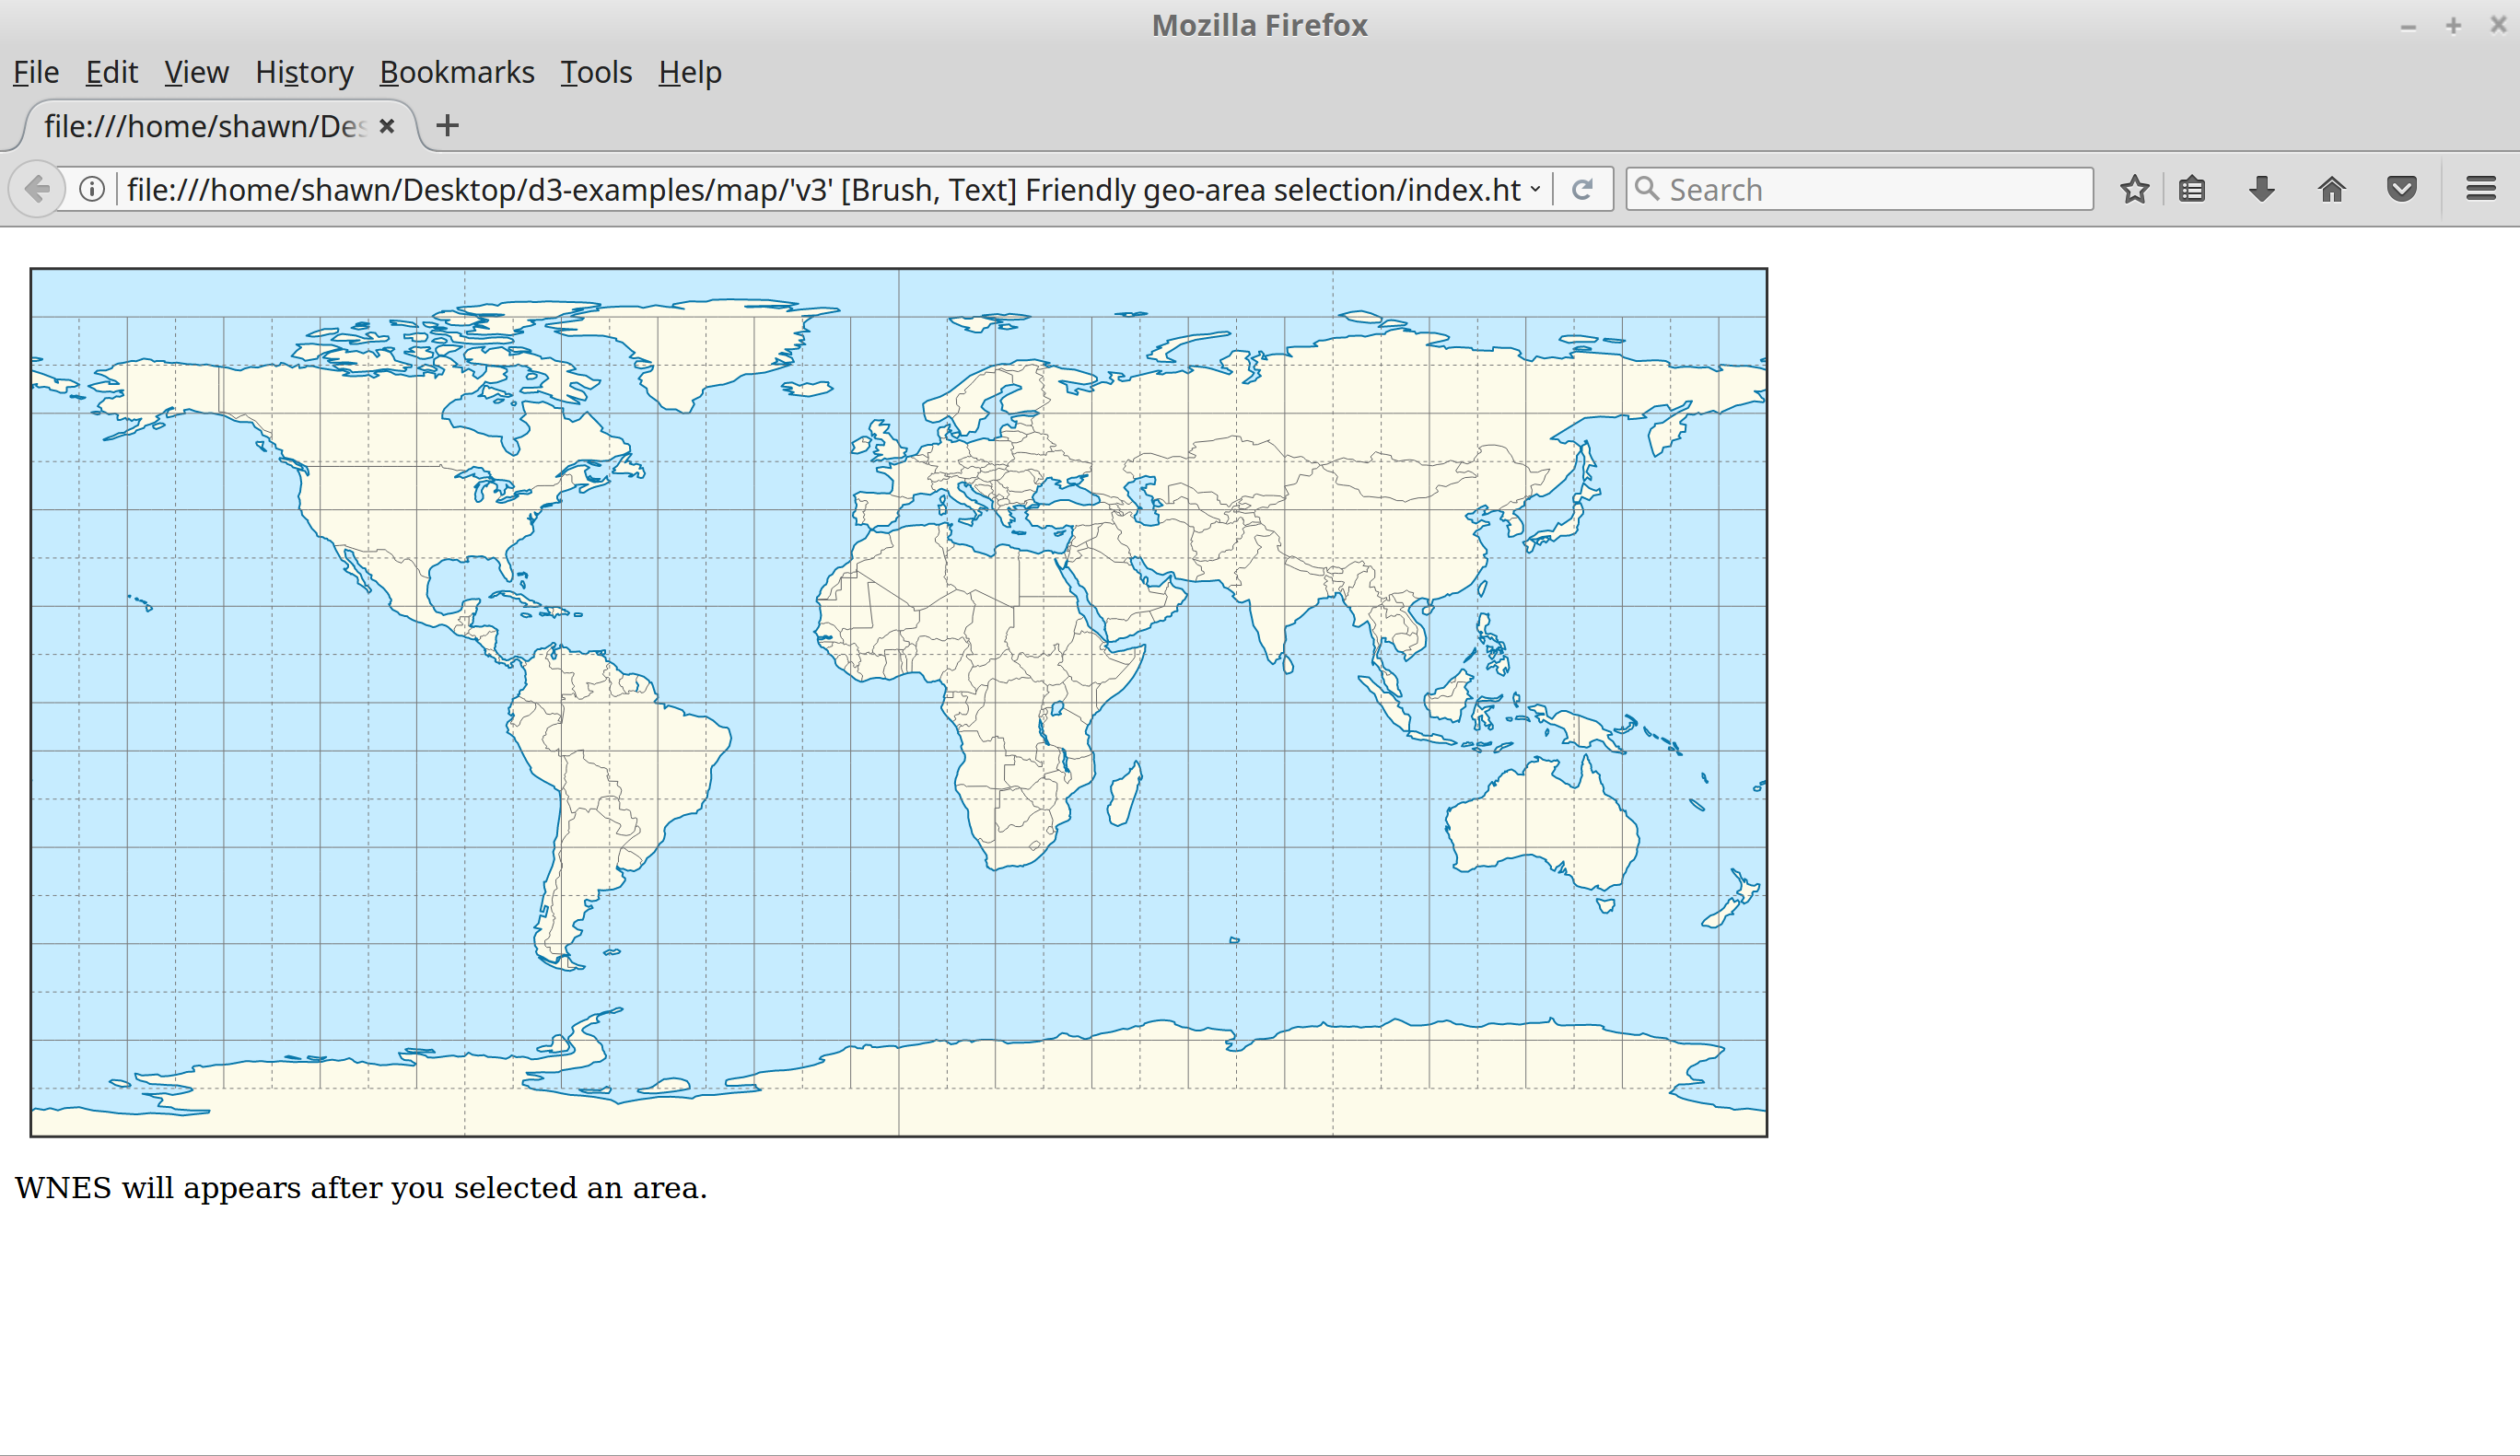 Mozilla Firefox
File Edit View History Bookmarks Tools Help
file:///home/shawn/Des
file:///home/shawn/Desktop/d3-examples/map/'v3' [Brush, Text] Friendly geo-area selection/index.ht
Search
WNES will appears after you selected an area.